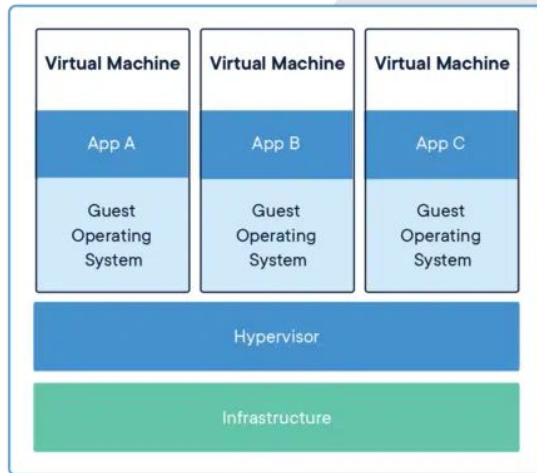 Virtual Machine
Virtual Machine
Virtual Machine
App A
App B
App C
Guest
Operating
System
Guest
Operating
System
Guest
Operating
System
Hypervisor
Infrastructure